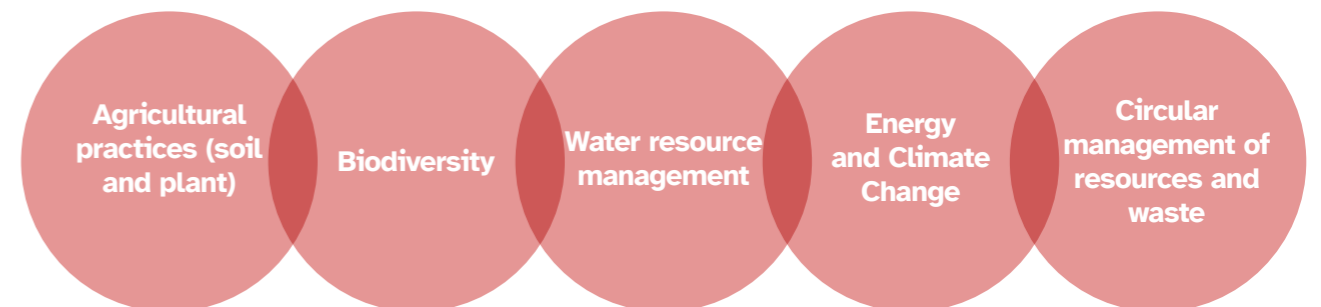 Agricultural
practices (soil
and plant)
Biodiversity
Water resource
management
Energy
and Climate
Change
Circular
management of
resources and
waste